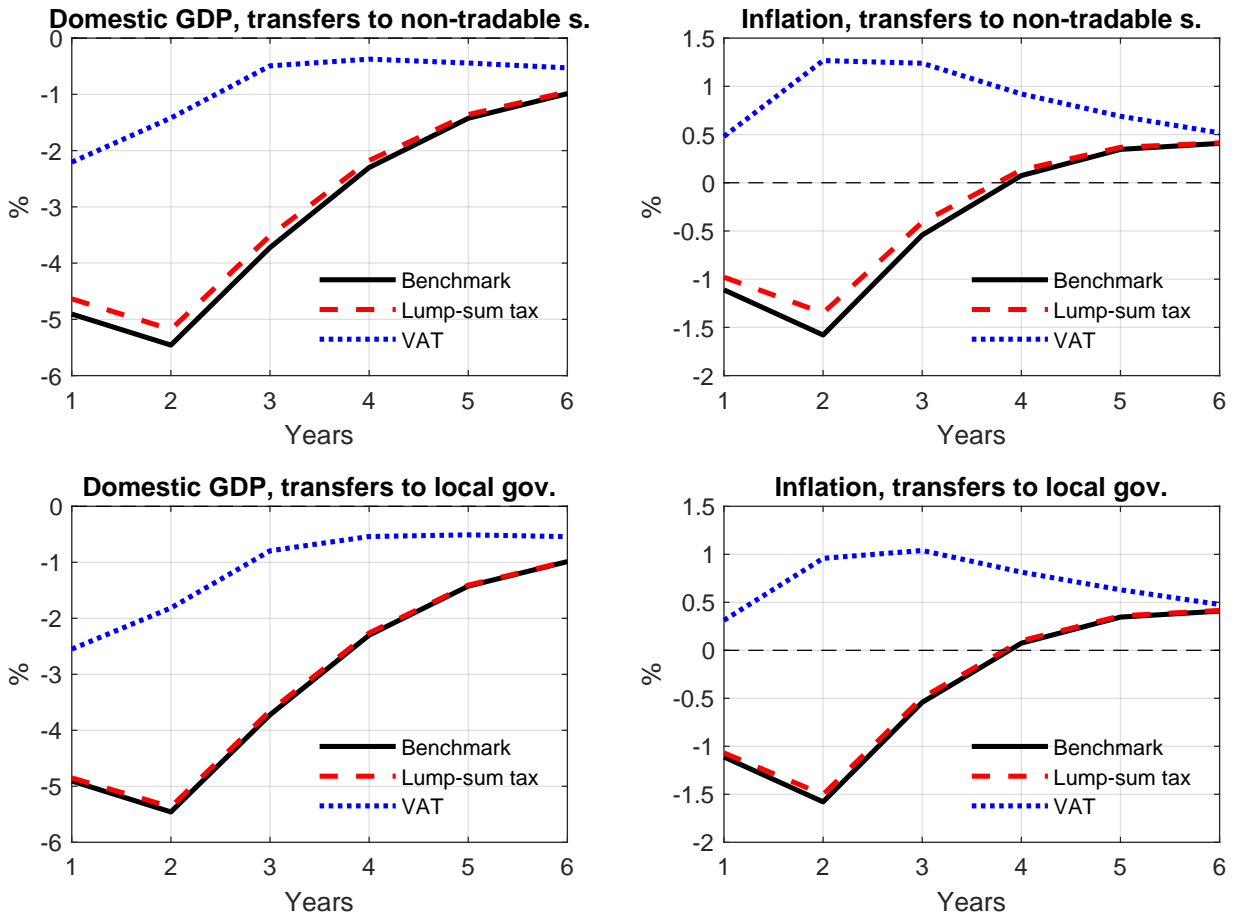 Domestic GDP, transfers to non-tradable s.
0
-1
-2
-3
-4
-5
-6
%
Benchmark
Lump-sum tax
VAT
1 2 3 4 5 6
Years
Inflation, transfers to non-tradable s.
1.5
1
0.5
0
-0.5
-1
-1.5
-2
%
Benchmark
Lump-sum tax
VAT
1 2 3 4 5 6
Years
Domestic GDP, transfers to local gov.
0
-1
-2
-3
-4
-5
-6
%
Benchmark
Lump-sum tax
VAT
1 2 3 4 5 6
Years
Inflation, transfers to local gov.
1.5
1
0.5
0
-0.5
-1
-1.5
-2
%
Benchmark
Lump-sum tax
VAT
1 2 3 4 5 6
Years